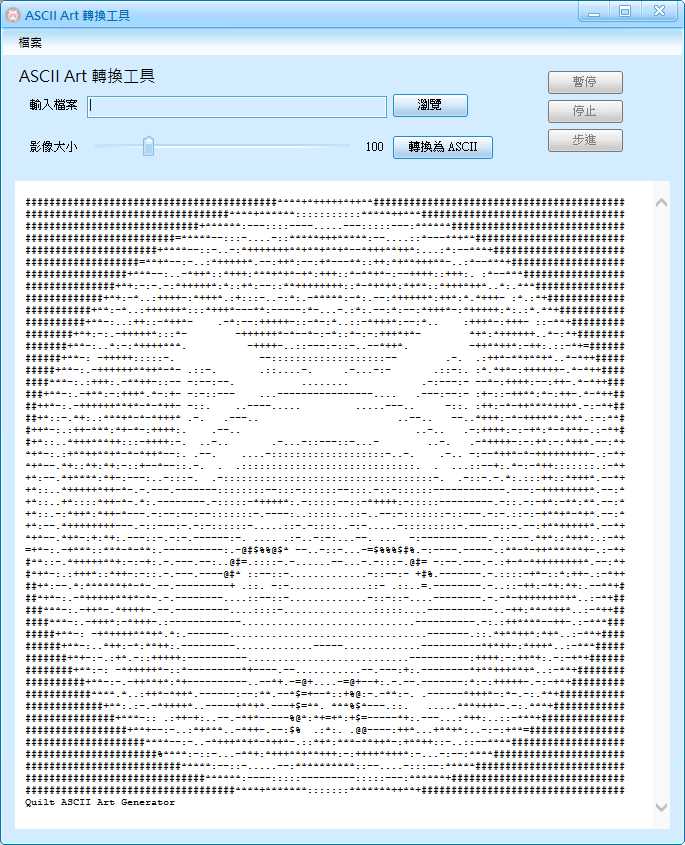 ASCII Art 轉換工具
檔案
ASCII Art 轉換工具
輸入檔案
瀏覽
暫停
停止
影像大小
100
轉換為 ASCII
步進
Quilt ASCII Art Generator